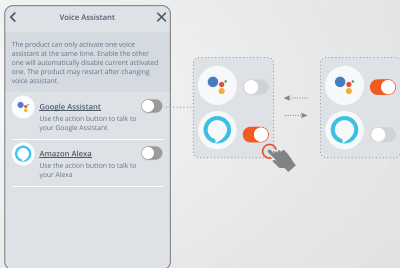 Voice Assistant
The product can only activate one voice
assistant at the same time. Enable the other
one will automatically disable current activated
one. The product may restart after changing
voice assistant.
Google Assistant
Use the action button to talk to
your Google Assistant
Amazon Alexa
Use the action button to talk to
your Alexa